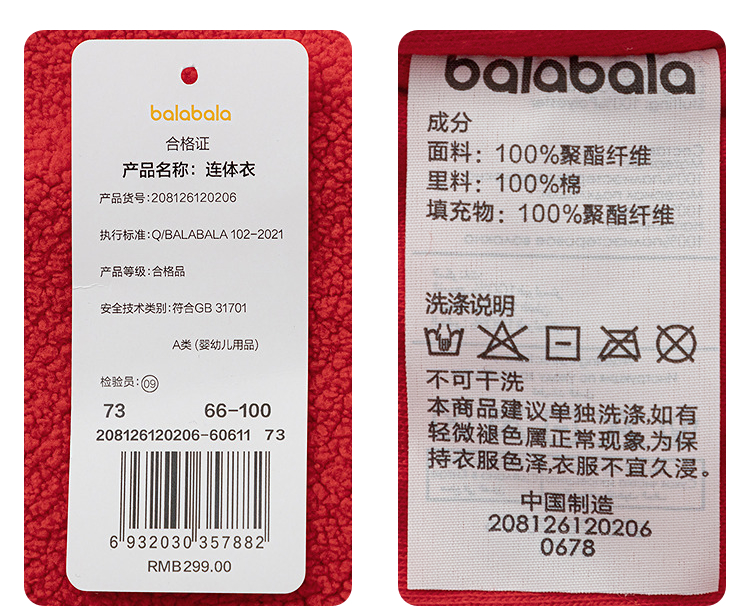 balabala
合格证
产品名称：连体衣
产品货号:208126120206
执行标准:Q/BALABALA 102-2021
产品等级:合格品
安全技术类别:符合GB 31701
A类 (婴幼儿用品)
检验员:09
73 66-100
208126120206-60611 73
6 932030 357882
RMB299.00
balabala
成分
面料：100%聚酯纤维
里料：100%棉
填充物：100%聚酯纤维
洗涤说明
不可干洗
本商品建议单独洗涤,如有
轻微褪色属正常现象,为保
持衣服色泽,衣服不宜久浸。
中国制造
208126120206
0678